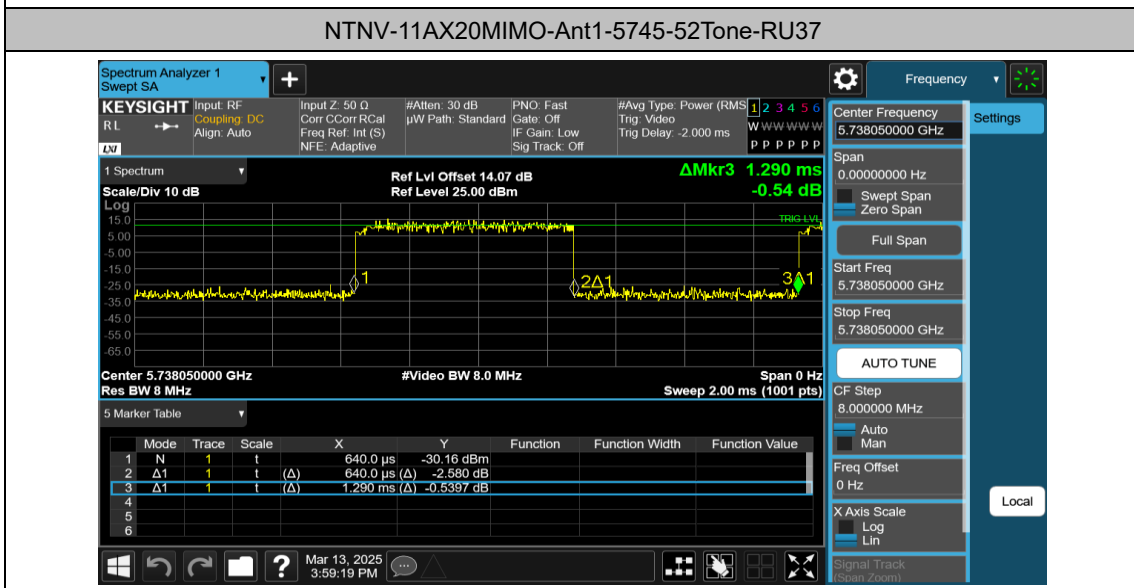 NTNV-11AX20MIMO-Ant1-5745-52Tone-RU37
Spectrum Analyzer 1
Swept SA
Frequency
KEYSIGHT
RL
LXI
Input: RF
Coupling: DC
Align: Auto
Input Z: 50 Ω
Corr CCorr RCal
Freq Ref: Int (S)
NFE: Adaptive
#Atten: 30 dB
µW Path: Standard
PNO: Fast
Gate: Off
IF Gain: Low
Sig Track: Off
#Avg Type: Power (RMS
Trig: Video
Trig Delay: -2.000 ms
1 2 3 4 5 6
W W W W W W
P P P P P P
1 Spectrum
Scale/Div 10 dB
Ref Lvl Offset 14.07 dB
Ref Level 25.00 dBm
ΔMkr3 1.290 ms
-0.54 dB
Log
15.0
5.00
-5.00
-15.0
-25.0
-35.0
-45.0
-55.0
-65.0
TRIG LVL
1
2Δ1
3Δ1
Center 5.738050000 GHz
Res BW 8 MHz
#Video BW 8.0 MHz
Span 0 Hz
Sweep 2.00 ms (1001 pts)
5 Marker Table
Mode Trace Scale X Y Function Function Width Function Value
1 N 1 t 640.0 µs -30.16 dBm
2 Δ1 1 t (Δ) 640.0 µs (Δ) -2.580 dB
3 Δ1 1 t (Δ) 1.290 ms (Δ) -0.5397 dB
4
5
6
Mar 13, 2025
3:59:19 PM
Center Frequency
5.738050000 GHz
Span
0.00000000 Hz
Swept Span
Zero Span
Full Span
Start Freq
5.738050000 GHz
Stop Freq
5.738050000 GHz
AUTO TUNE
CF Step
8.000000 MHz
Auto
Man
Freq Offset
0 Hz
X Axis Scale
Log
Lin
Signal Track
(Span Zoom)
Settings
Local